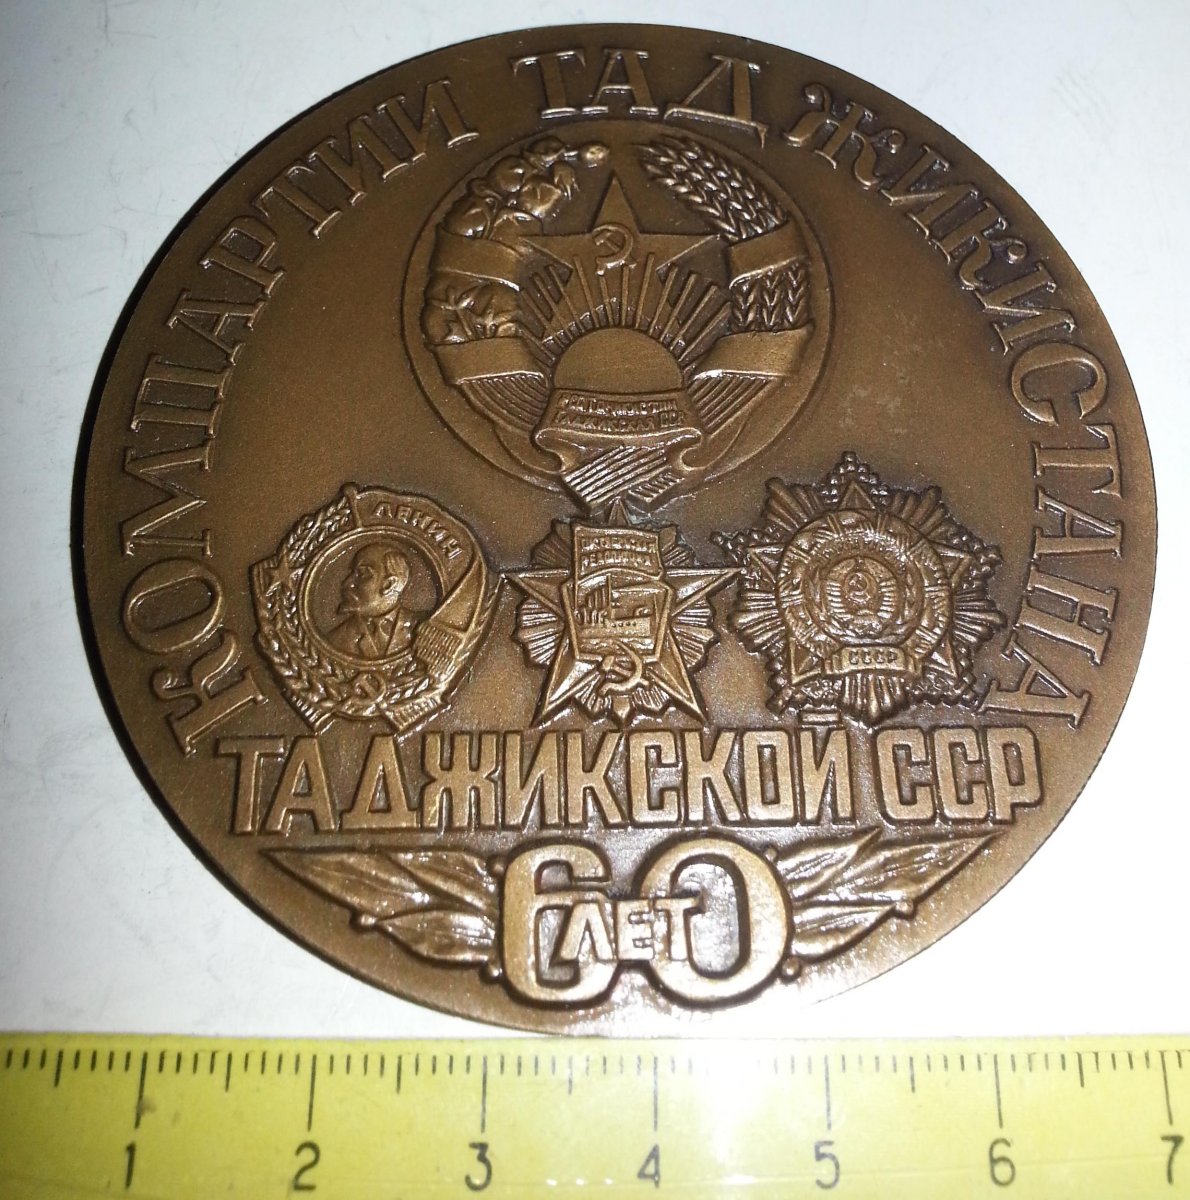 КОМПАРТИИ ТАДЖИКИСТАНА
ЛЕНИН
СССР
ТАДЖИКСКОЙ ССР
60
ЛЕТ
1 2 3 4 5 6 7